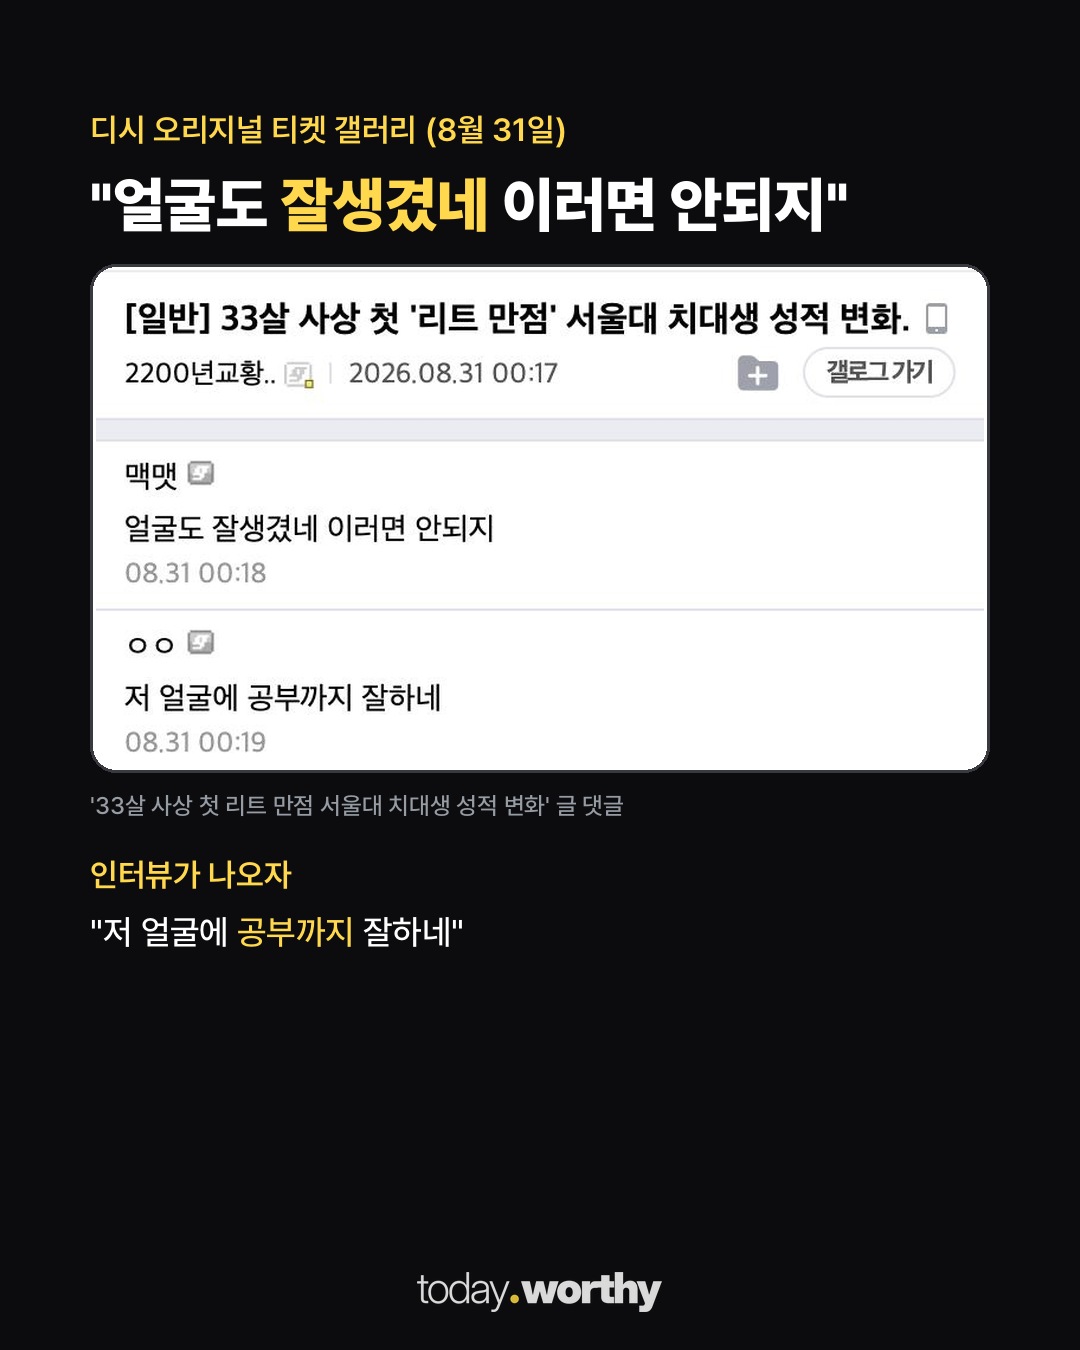 디시 오리지널 티켓 갤러리 (8월 31일)
"얼굴도 잘생겼네 이러면 안되지"
[일반] 33살 사상 첫 '리트 만점' 서울대 치대생 성적 변화.
2200년교황.. 2026.08.31 00:17 갤로그 가기
맥맷
얼굴도 잘생겼네 이러면 안되지
08.31 00:18
ㅇㅇ
저 얼굴에 공부까지 잘하네
08.31 00:19
'33살 사상 첫 리트 만점 서울대 치대생 성적 변화' 글 댓글
인터뷰가 나오자
"저 얼굴에 공부까지 잘하네"
today.worthy